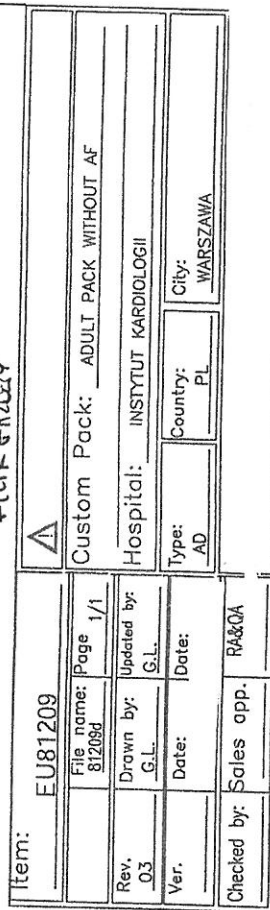 Item: EU81209
File name: 81209d
Page 1/1
Rev. 03
Drawn by: G.L.
Updated by: G.L.
Ver.
Date:
Date:
Checked by:
Sales app.
RA&QA
Custom Pack: ADULT PACK WITHOUT AF
Hospital: INSTYTUT KARDIOLOGII
Type: AD
Country: PL
City: WARSZAWA